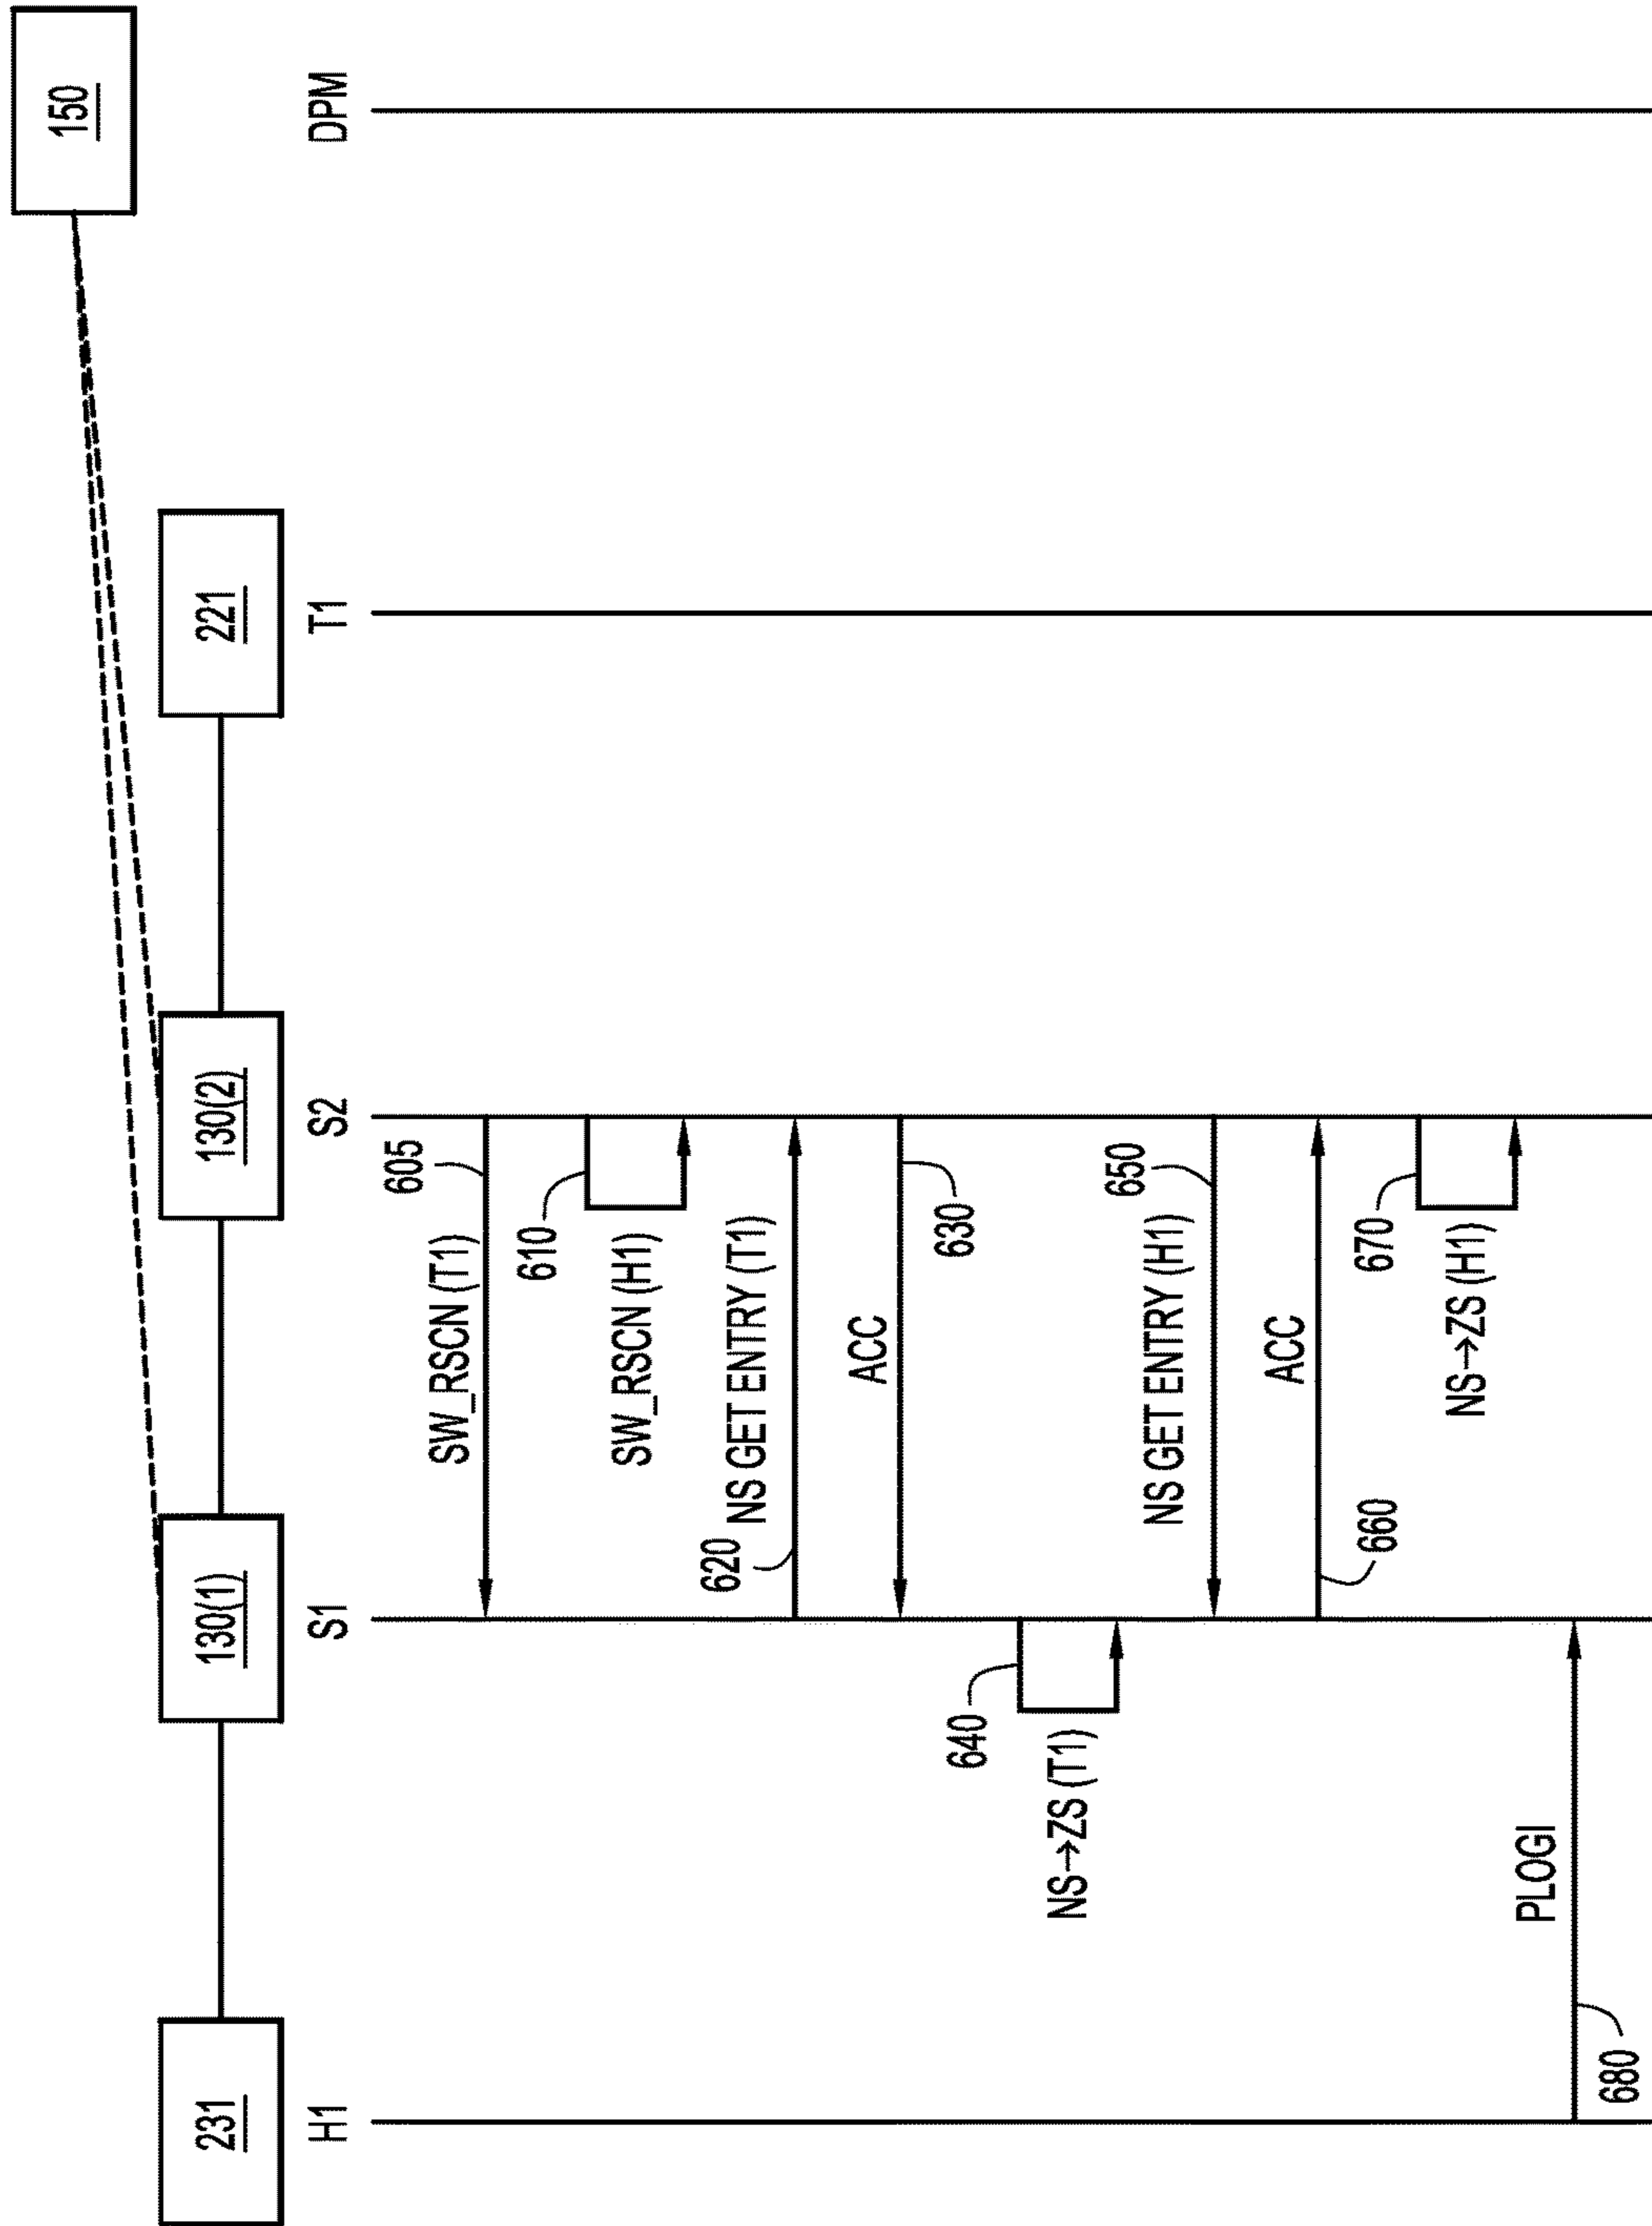 231
130(1)
130(2)
221
150
H1
S1
S2
T1
DPM
605
SW_RSCN (T1)
610
SW_RSCN (H1)
620
NS GET ENTRY (T1)
ACC
630
640
NS→ZS (T1)
650
NS GET ENTRY (H1)
ACC
660
670
NS→ZS (H1)
PLOGI
680